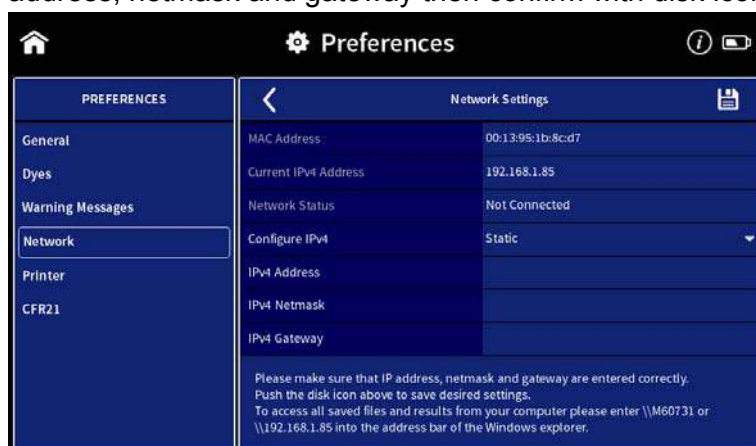 address, netmask and gateway then confirm with disk icon
Preferences
PREFERENCES
Network Settings
General
MAC Address 00:13:95:1b:8c:d7
Dyes
Current IPv4 Address 192.168.1.85
Warning Messages
Network Status Not Connected
Network
Configure IPv4 Static
Printer
IPv4 Address
CFR21
IPv4 Netmask
IPv4 Gateway
Please make sure that IP address, netmask and gateway are entered correctly.
Push the disk icon above to save desired settings.
To access all saved files and results from your computer please enter \\M60731 or
\\192.168.1.85 into the address bar of the Windows explorer.